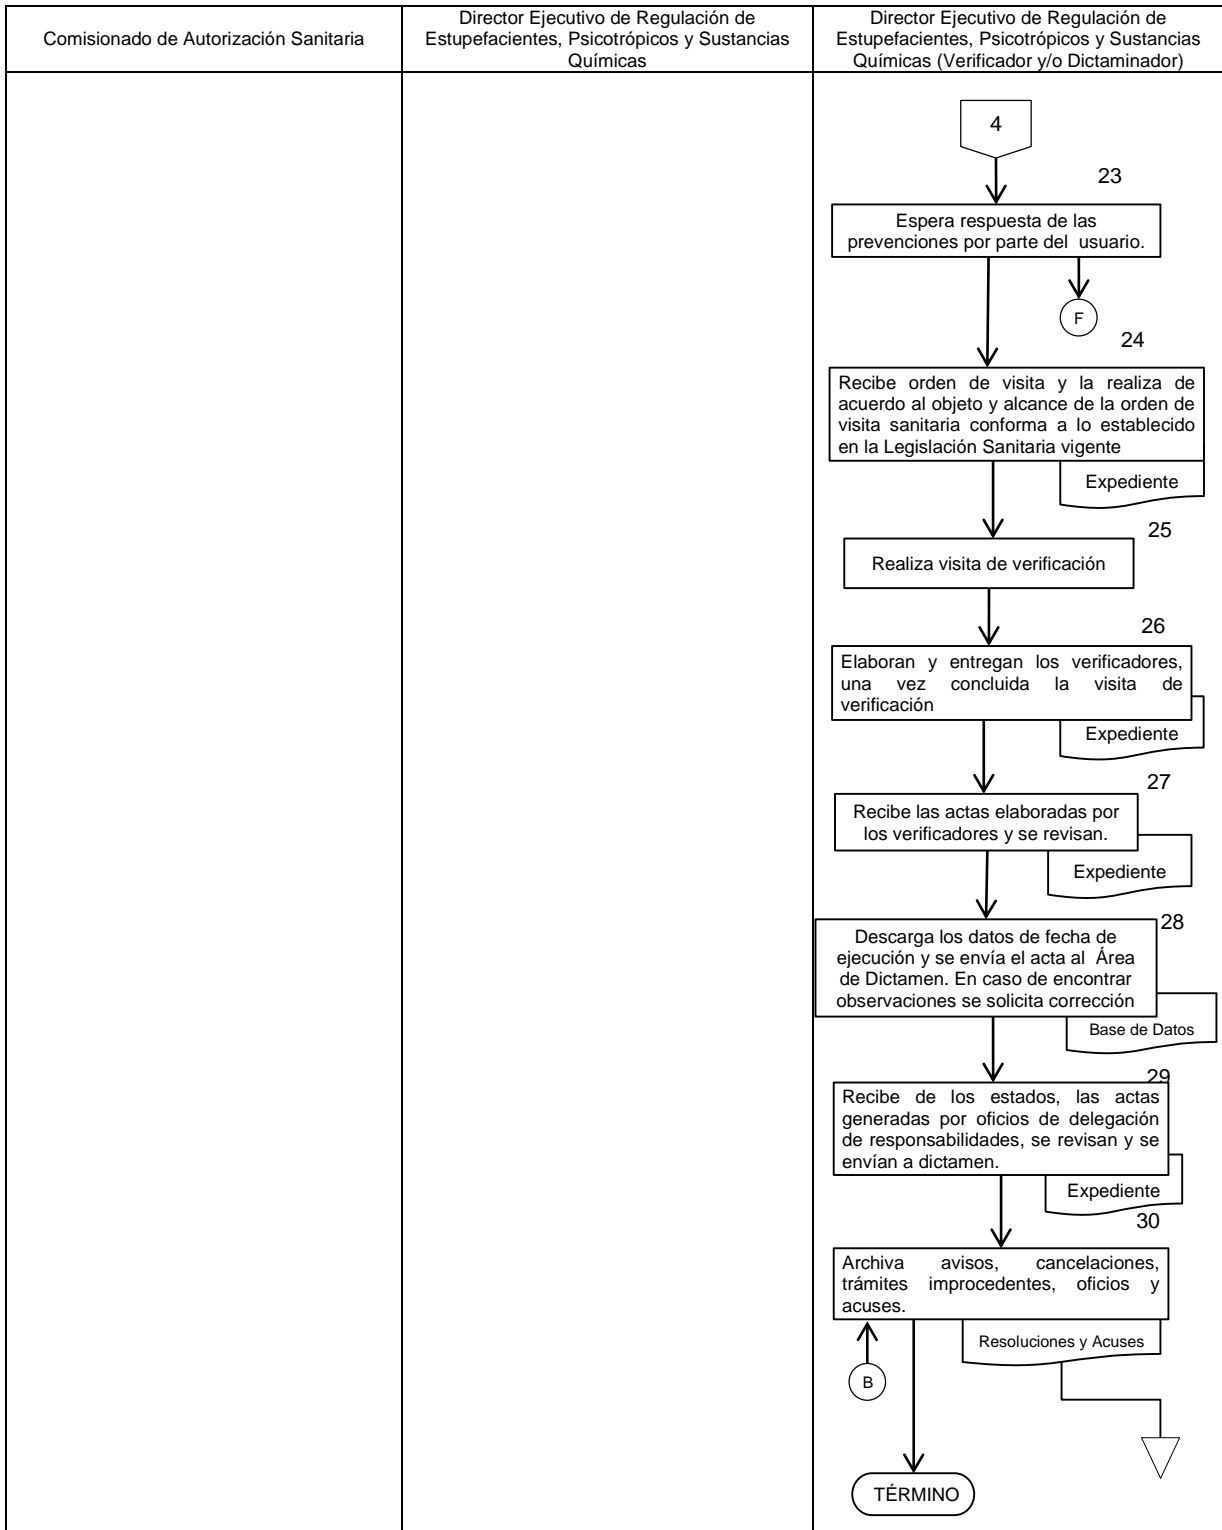 Comisionado de Autorización Sanitaria
Director Ejecutivo de Regulación de
Estupefacientes, Psicotrópicos y Sustancias
Químicas
Director Ejecutivo de Regulación de
Estupefacientes, Psicotrópicos y Sustancias
Químicas (Verificador y/o Dictaminador)
4
23
Espera respuesta de las
prevenciones por parte del usuario.
F
24
Recibe orden de visita y la realiza de
acuerdo al objeto y alcance de la orden de
visita sanitaria conforma a lo establecido
en la Legislación Sanitaria vigente
Expediente
25
Realiza visita de verificación
26
Elaboran y entregan los verificadores,
una vez concluida la visita de
verificación
Expediente
27
Recibe las actas elaboradas por
los verificadores y se revisan.
Expediente
28
Descarga los datos de fecha de
ejecución y se envía el acta al Área
de Dictamen. En caso de encontrar
observaciones se solicita corrección
Base de Datos
29
Recibe de los estados, las actas
generadas por oficios de delegación
de responsabilidades, se revisan y se
envían a dictamen.
Expediente
30
Archiva avisos, cancelaciones,
trámites improcedentes, oficios y
acuses.
Resoluciones y Acuses
B
TÉRMINO